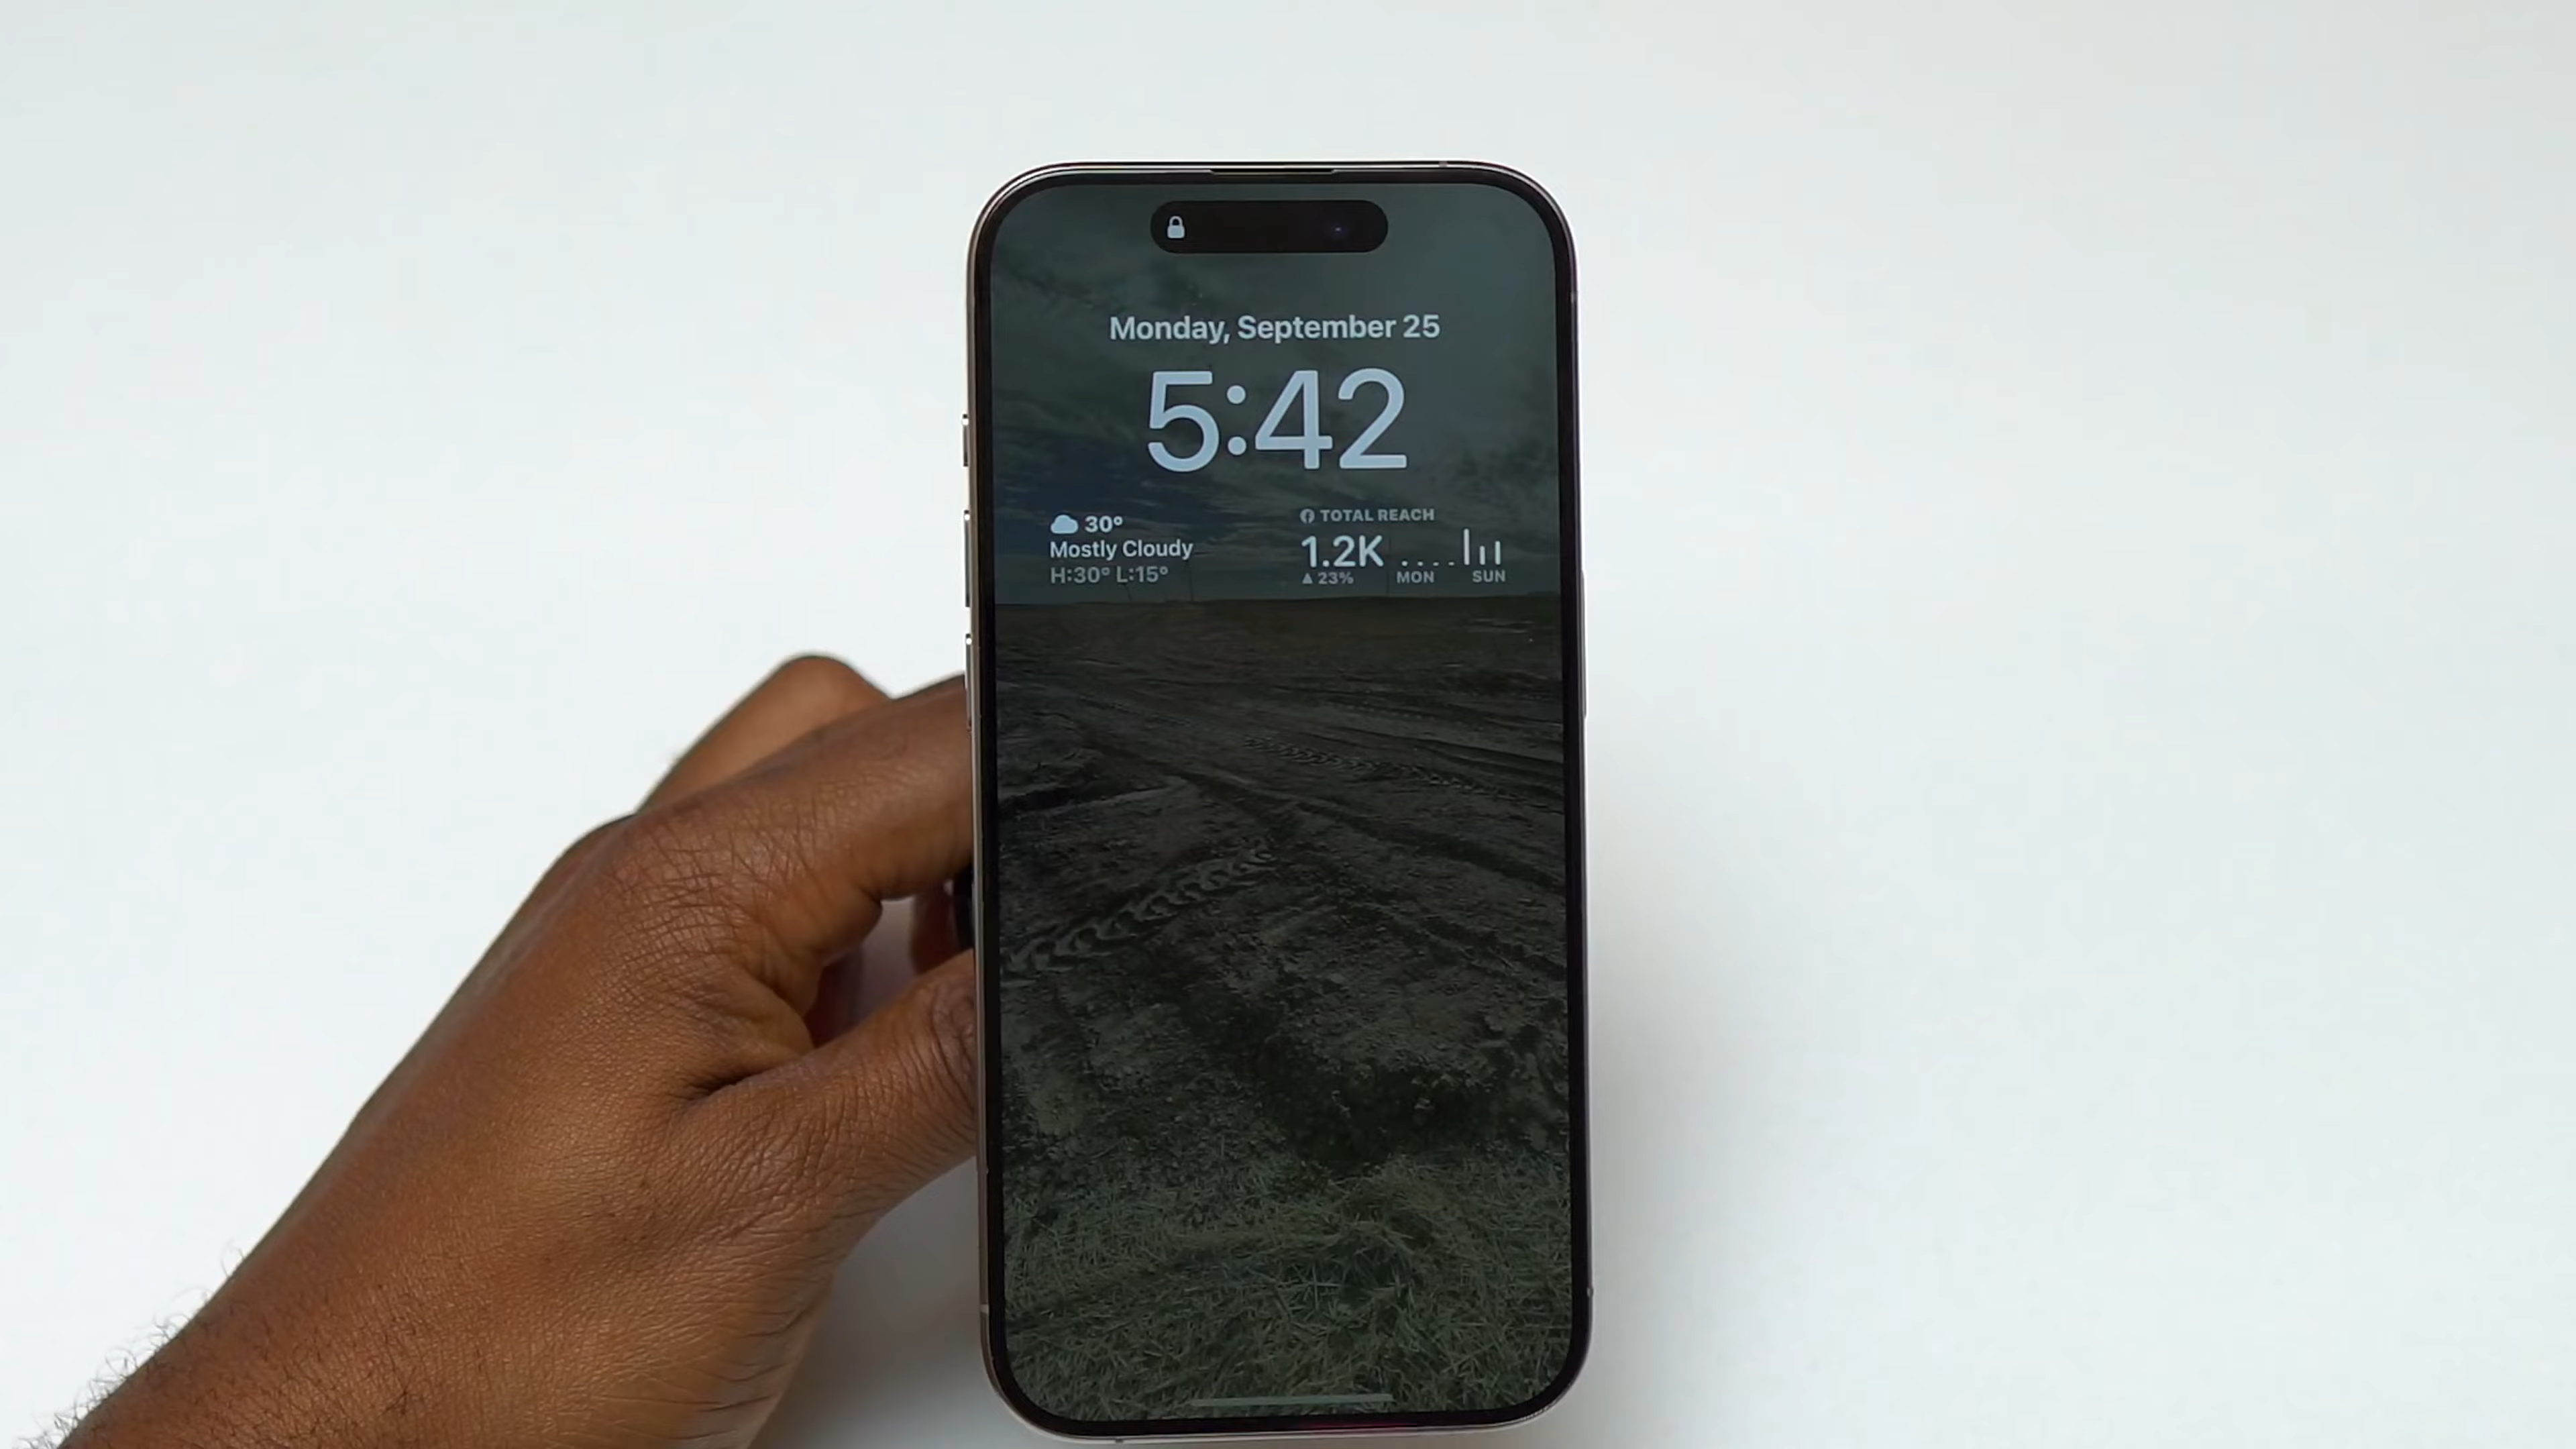 Monday, September 25
5:42
30°
Mostly Cloudy
H:30° L:15°
TOTAL REACH
1.2K
▲ 23%
MON SUN